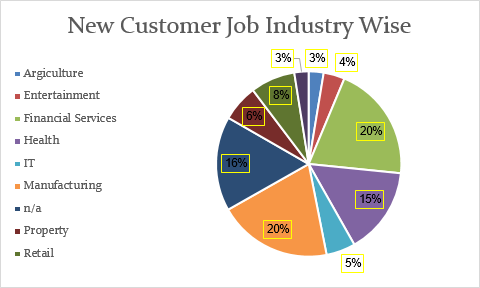 New Customer Job Industry Wise
Argiculture
Entertainment
Financial Services
Health
IT
Manufacturing
n/a
Property
Retail
3%
3%
4%
20%
15%
5%
20%
16%
6%
8%